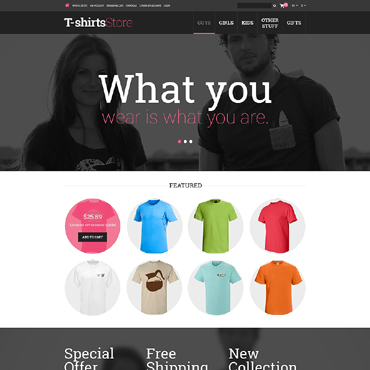 T-shirtsStore
GUYS GIRLS KIDS OTHER STUFF GIFTS
What you
wear is what you are.
FEATURED
$25.89
ADD TO CART
Special Offer
Free Shipping
New Collection